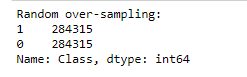 Random over-sampling:
1    284315
0    284315
Name: Class, dtype: int64